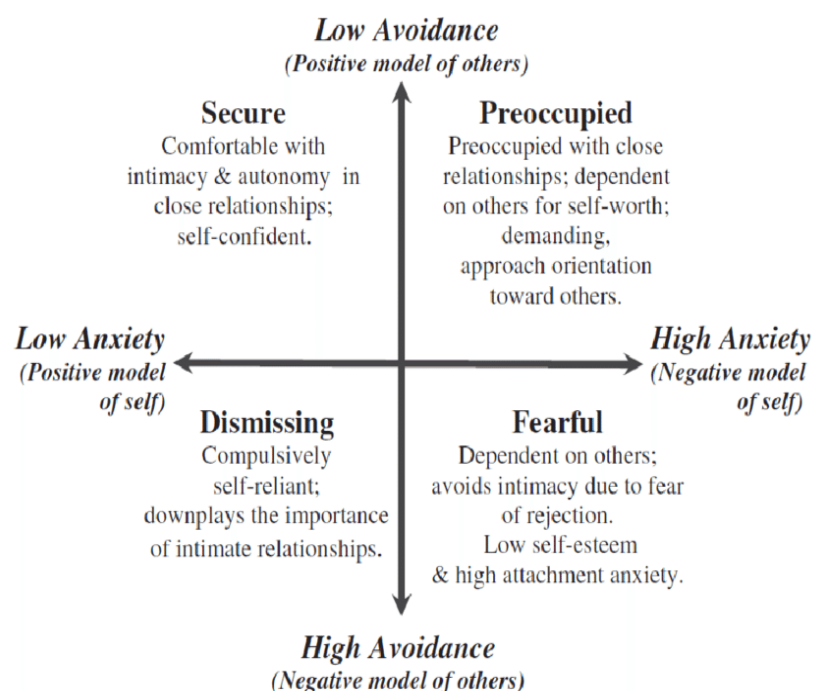 Low Avoidance
(Positive model of others)
Secure
Comfortable with
intimacy & autonomy in
close relationships;
self-confident.
Preoccupied
Preoccupied with close
relationships; dependent
on others for self-worth;
demanding,
approach orientation
toward others.
Low Anxiety
(Positive model
of self)
High Anxiety
(Negative model
of self)
Dismissing
Compulsively
self-reliant;
downplays the importance
of intimate relationships.
Fearful
Dependent on others;
avoids intimacy due to fear
of rejection.
Low self-esteem
& high attachment anxiety.
High Avoidance
(Negative model of others)